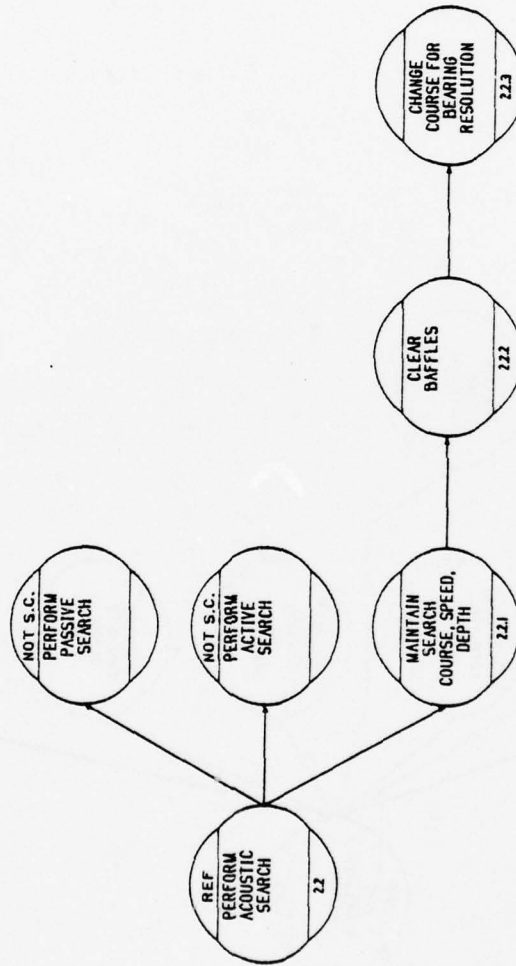 REF
PERFORM
ACOUSTIC
SEARCH
2.2
NOT S.C.
PERFORM
PASSIVE
SEARCH
NOT S.C.
PERFORM
ACTIVE
SEARCH
MAINTAIN
SEARCH
COURSE, SPEED,
DEPTH
2.2.1
CLEAR
BAFFLES
2.2.2
CHANGE
COURSE FOR
BEARING
RESOLUTION
2.2.3